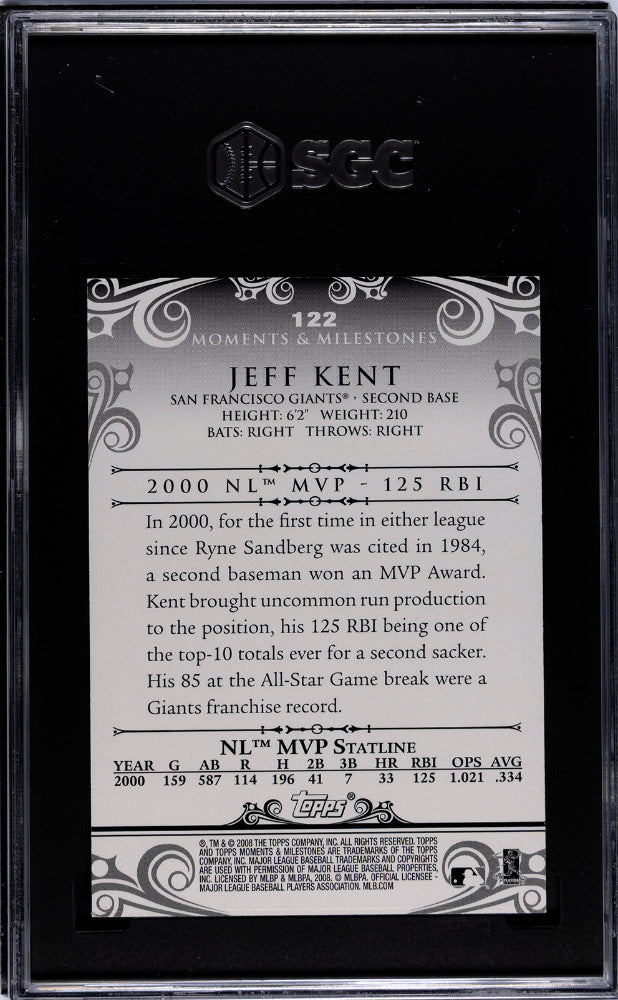 SGC
122
MOMENTS & MILESTONES
JEFF KENT
SAN FRANCISCO GIANTS® · SECOND BASE
HEIGHT: 6'2" WEIGHT: 210
BATS: RIGHT THROWS: RIGHT
2000 NL™ MVP - 125 RBI
In 2000, for the first time in either league
since Ryne Sandberg was cited in 1984,
a second baseman won an MVP Award.
Kent brought uncommon run production
to the position, his 125 RBI being one of
the top-10 totals ever for a second sacker.
His 85 at the All-Star Game break were a
Giants franchise record.
NL™ MVP STATLINE
YEAR G AB R H 2B 3B HR RBI OPS AVG
2000 159 587 114 196 41 7 33 125 1.021 .334
Topps®
®, TM & © 2008 THE TOPPS COMPANY, INC. ALL RIGHTS RESERVED. TOPPS
AND TOPPS MOMENTS & MILESTONES ARE TRADEMARKS OF THE TOPPS
COMPANY, INC. MAJOR LEAGUE BASEBALL TRADEMARKS AND COPYRIGHTS
ARE USED WITH PERMISSION OF MAJOR LEAGUE BASEBALL PROPERTIES,
INC. LICENSED BY MLBP & MLBPA, 2008. © MLBPA. OFFICIAL LICENSEE -
MAJOR LEAGUE BASEBALL PLAYERS ASSOCIATION. MLB.COM